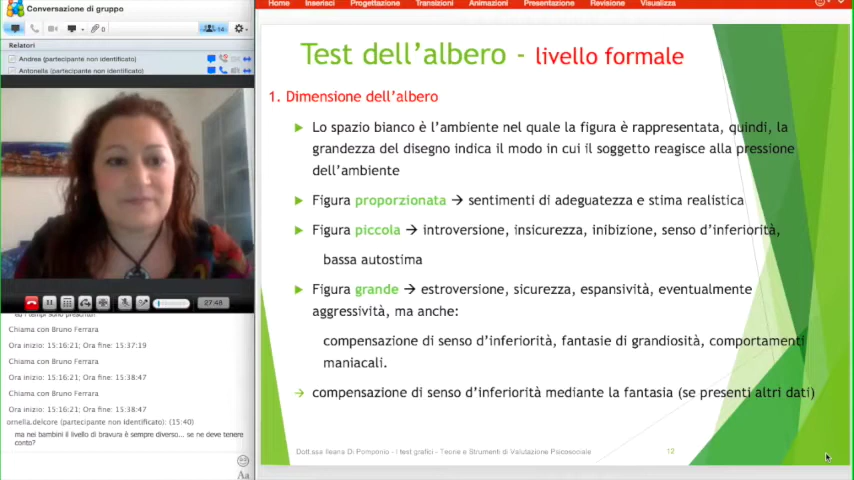 Conversazione di gruppo
14
0
Relatori
Andrea (partecipante non identificato)
Antonella (partecipante non identificato)
27:48
Chiamata con Bruno Ferrara
Ora inizio: 15:16:21; Ora fine: 15:37:19
Chiama con Bruno Ferrara
Ora inizio: 15:16:21; Ora fine: 15:38:47
Chiama con Bruno Ferrara
Ora inizio: 15:16:21; Ora fine: 15:38:47
ornella.delcore (partecipante non identificato): (15:40)
ma nei bambini il livello di bravura è sempre diverso... se ne deve tenere
conto?
Aa
Home Inserisci Progettazione Transizioni Animazioni Presentazione Revisione Visualizza
Test dell'albero - livello formale
1. Dimensione dell'albero
Lo spazio bianco è l'ambiente nel quale la figura è rappresentata, quindi, la
grandezza del disegno indica il modo in cui il soggetto reagisce alla pressione
dell'ambiente
Figura proporzionata → sentimenti di adeguatezza e stima realistica
Figura piccola → introversione, insicurezza, inibizione, senso d'inferiorità,
bassa autostima
Figura grande → estroversione, sicurezza, espansività, eventualmente
aggressività, ma anche:
compensazione di senso d'inferiorità, fantasie di grandiosità, comportamenti
maniacali.
→ compensazione di senso d'inferiorità mediante la fantasia (se presenti altri dati)
Dott.ssa Ileana Di Pomponio - I test grafici - Teorie e Strumenti di Valutazione Psicosociale
12